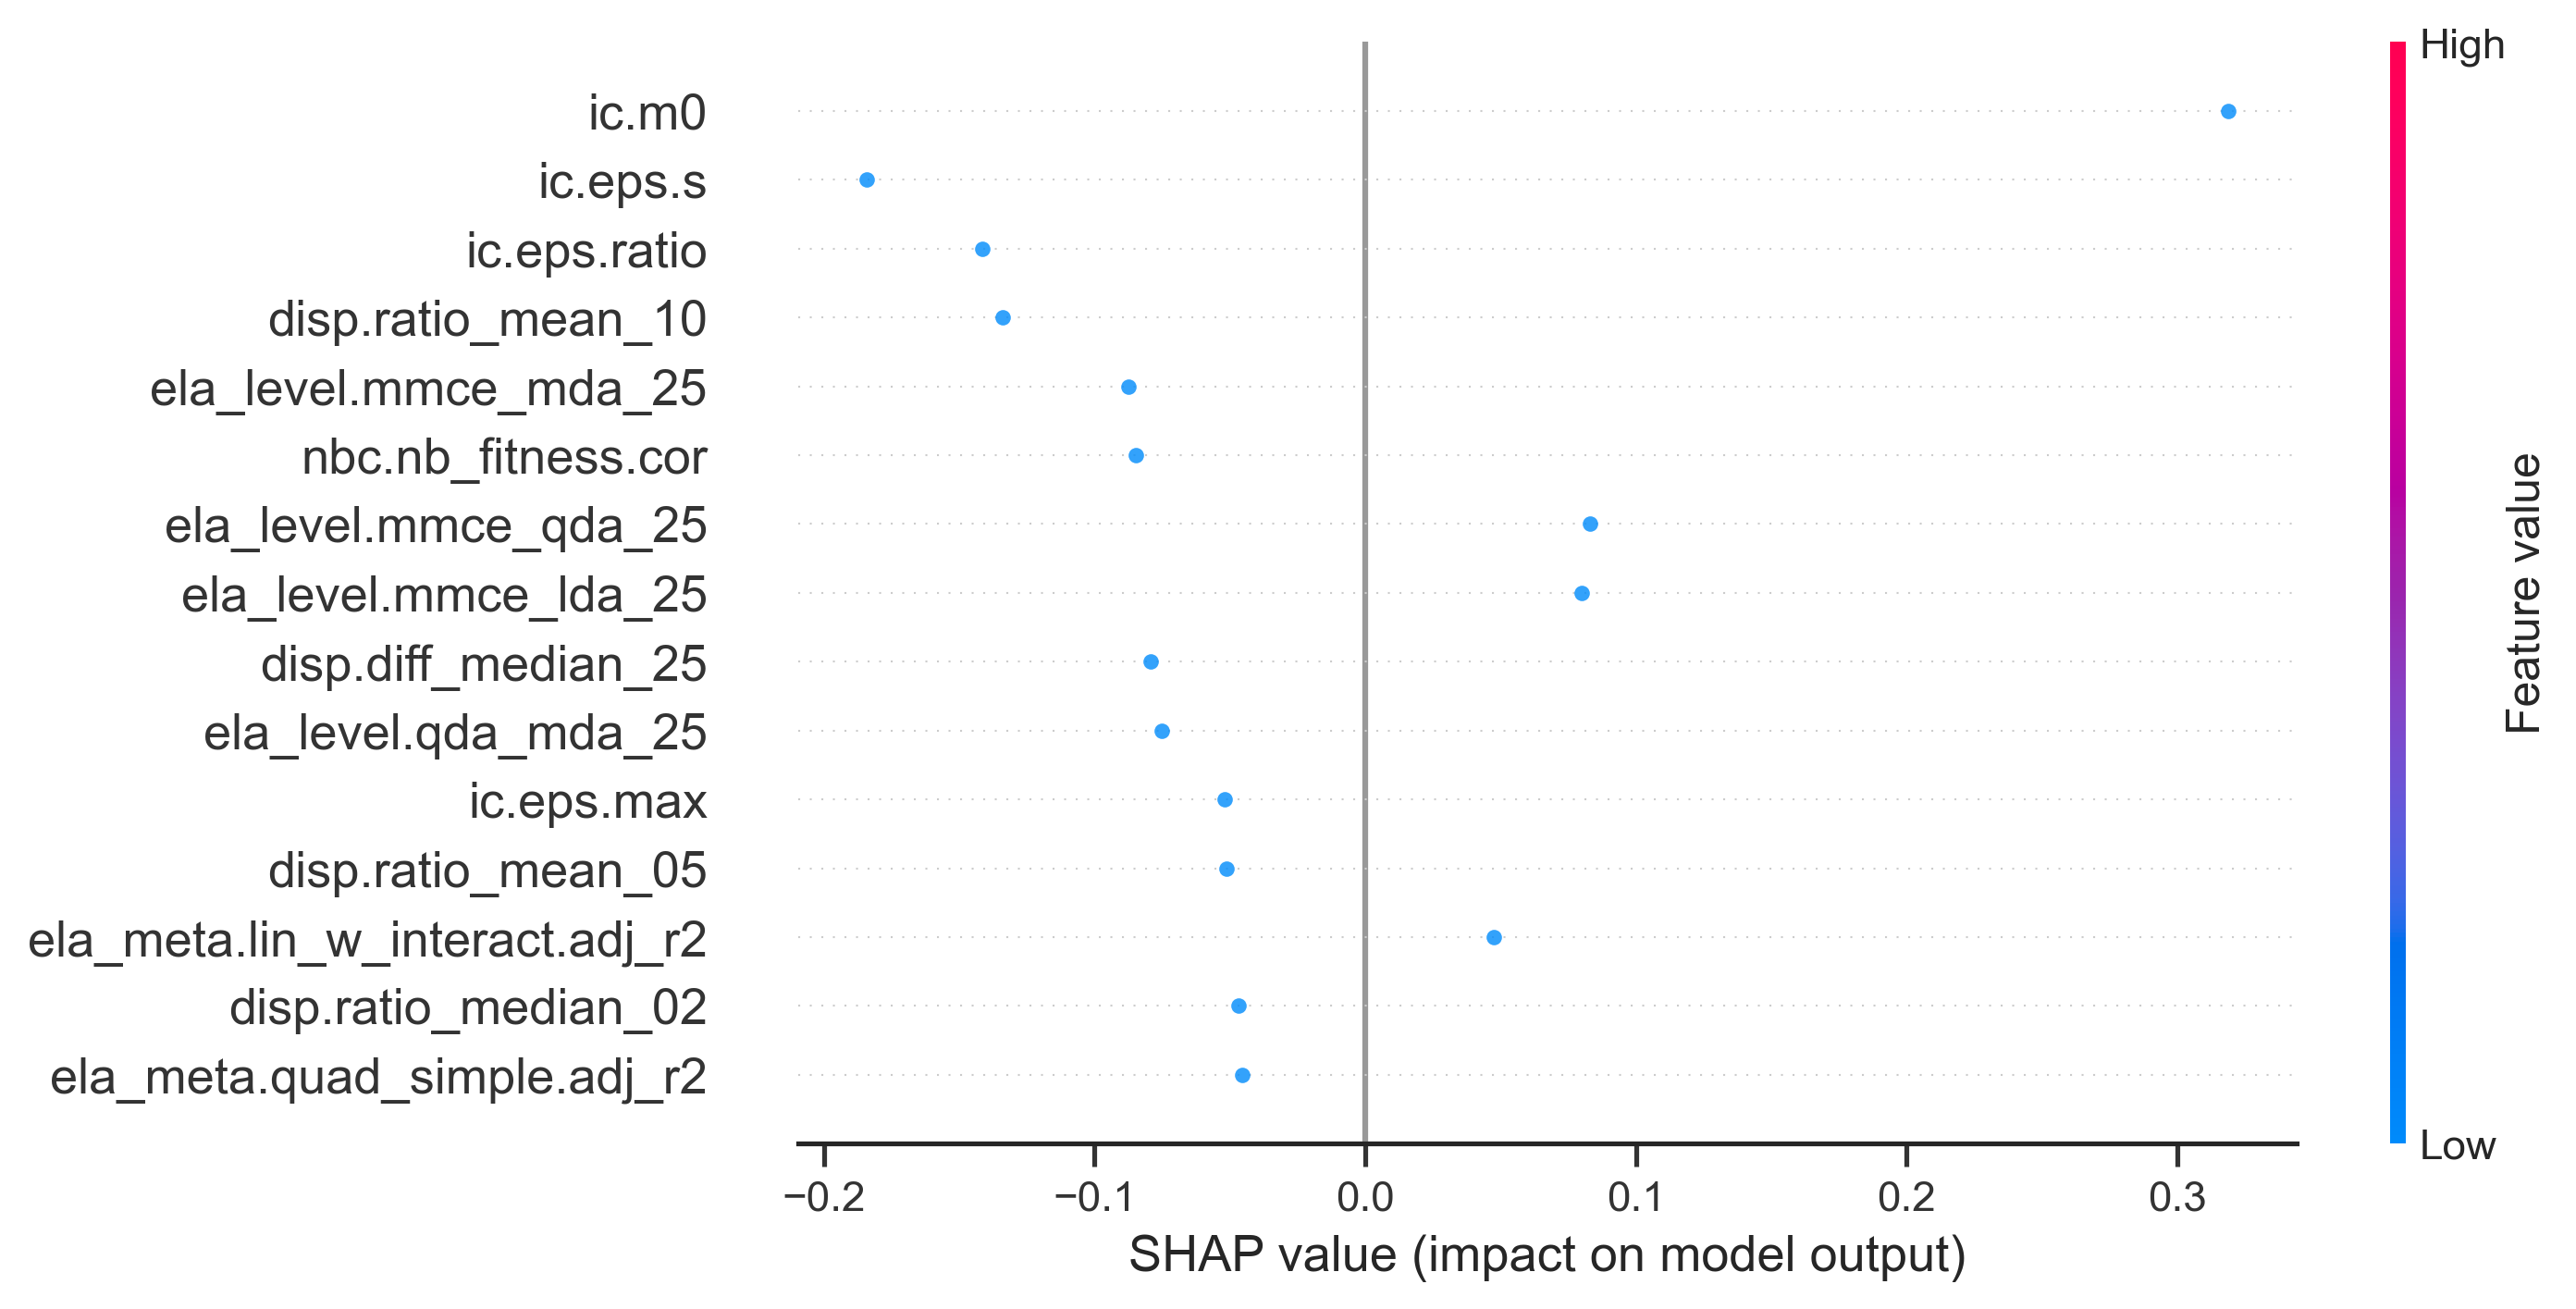 High
ic.m0
ic.eps.s
ic.eps.ratio
disp.ratio_mean_10
ela_level.mmce_mda_25
nbc.nb_fitness.cor
ela_level.mmce_qda_25
ela_level.mmce_lda_25
disp.diff_median_25
ela_level.qda_mda_25
ic.eps.max
disp.ratio_mean_05
ela_meta.lin_w_interact.adj_r2
disp.ratio_median_02
ela_meta.quad_simple.adj_r2
Feature value
Low
−0.2 −0.1 0.0 0.1 0.2 0.3
SHAP value (impact on model output)